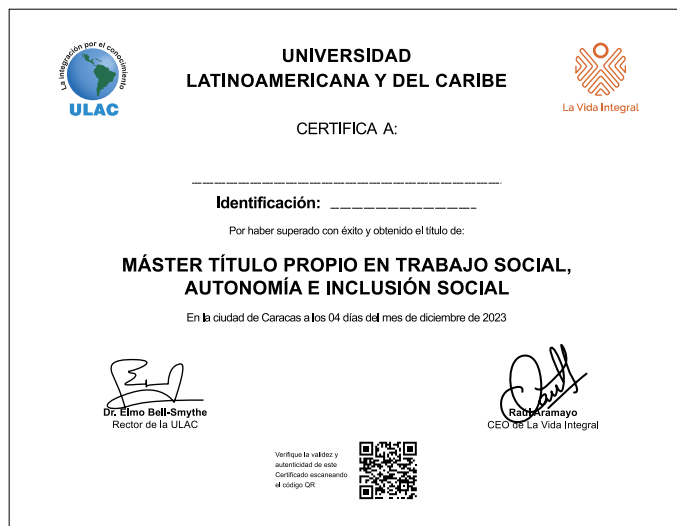 La integración por el conocimiento
ULAC
UNIVERSIDAD
LATINOAMERICANA Y DEL CARIBE
La Vida Integral
CERTIFICA A:
Identificación:
Por haber superado con éxito y obtenido el título de:
MÁSTER TÍTULO PROPIO EN TRABAJO SOCIAL,
AUTONOMÍA E INCLUSIÓN SOCIAL
En la ciudad de Caracas a los 04 días del mes de diciembre de 2023
Dr. Elmo Bell-Smythe
Rector de la ULAC
Raúl Aramayo
CEO de La Vida Integral
Verifique la validez y
autenticidad de este
Certificado escaneando
el código QR